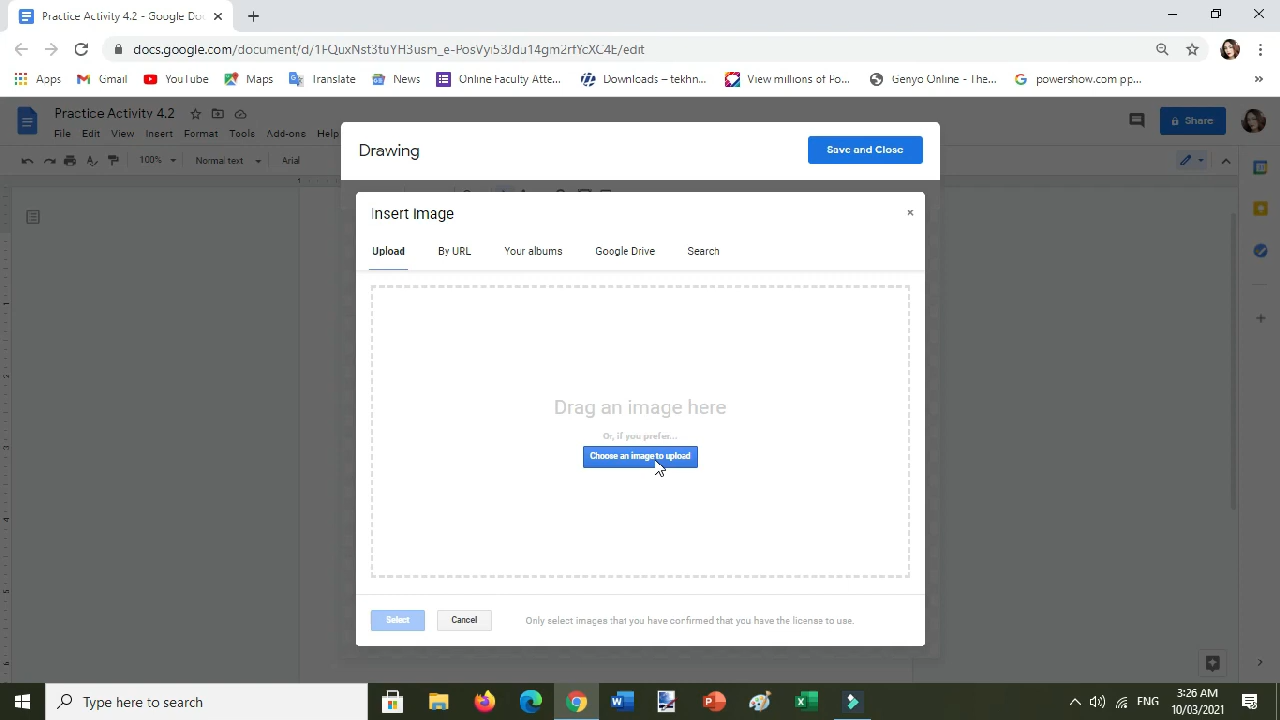 Practice Activity 4.2 - Google Doc
docs.google.com/document/d/1FQuxNst3tuYH3usm_e-PosVyI53Jdu14gm2rfYcXC4E/edit
Apps
Gmail
YouTube
Maps
Translate
News
Online Faculty Atte...
Downloads – tekhn...
View millions of Po...
Genyo Online - The...
powershow.com pp...
»
Practice Activity 4.2
Share
File Edit View Insert Format Tools Add-ons Help
100%
Normal text
Arial
Drawing
Save and Close
Insert image
Upload
By URL
Your albums
Google Drive
Search
Drag an image here
Or, if you prefer...
Choose an image to upload
Select
Cancel
Only select images that you have confirmed that you have the license to use.
Type here to search
ENG
3:26 AM
10/03/2021